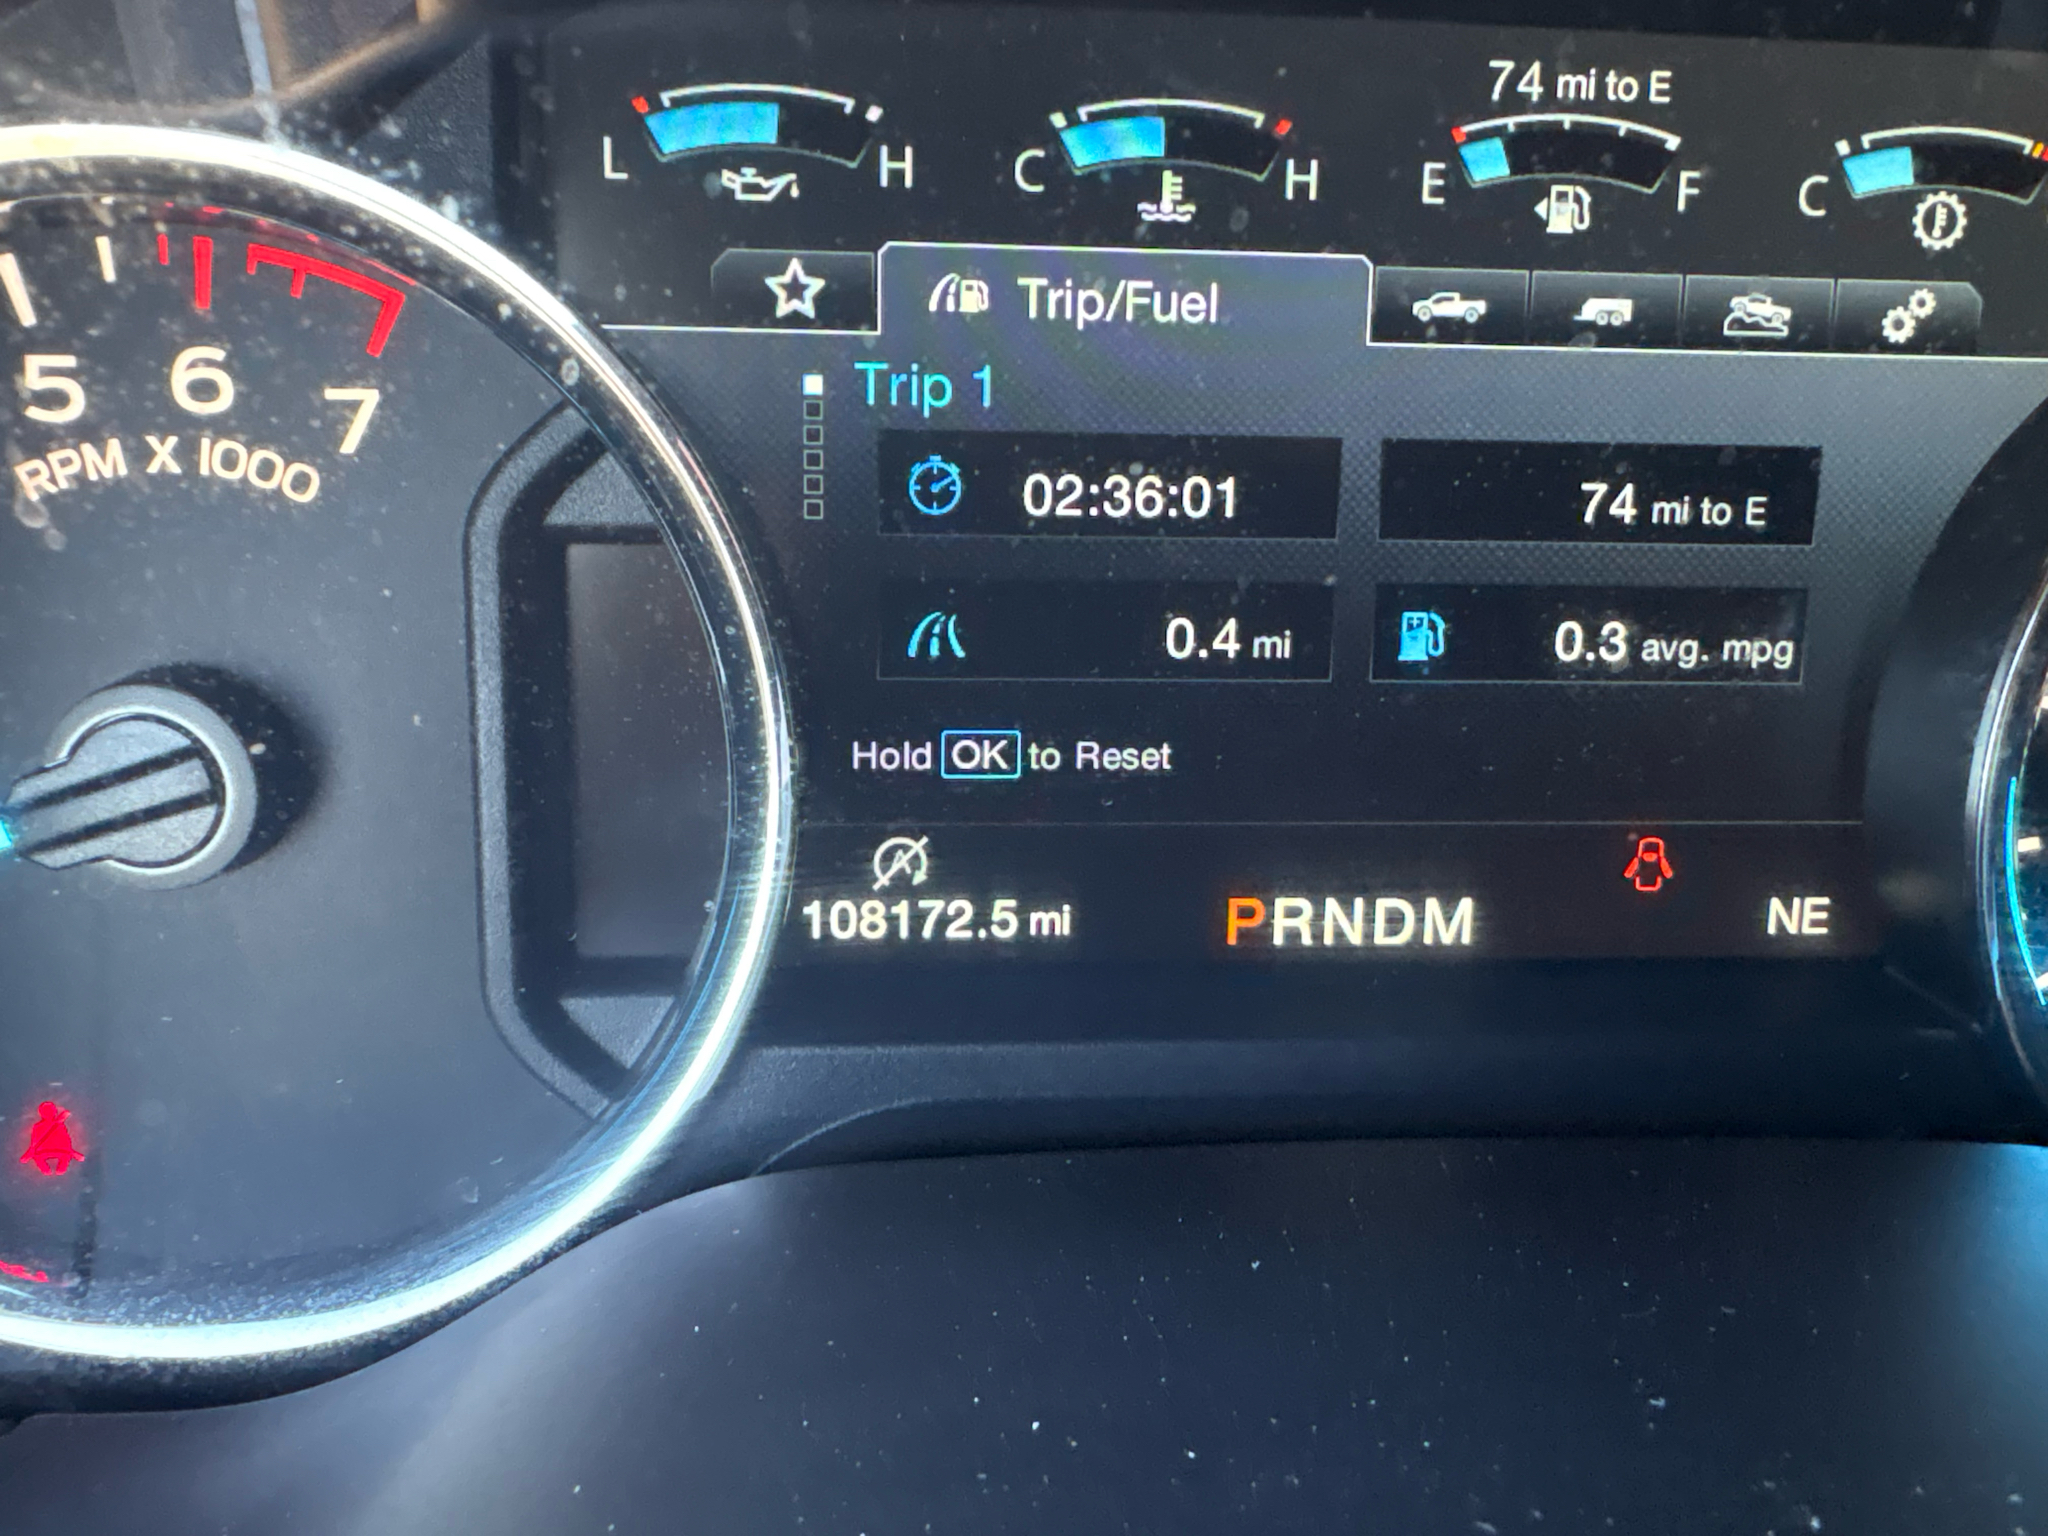 74 mi to E
L H
C H
E F
C
Trip/Fuel
Trip 1
02:36:01
74 mi to E
0.4 mi
0.3 avg. mpg
Hold OK to Reset
108172.5 mi
PRNDM
NE
5 6 7
RPM X 1000